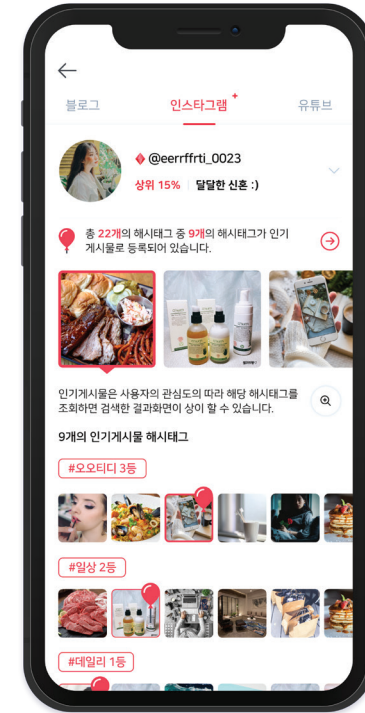 블로그 인스타그램 + 유튜브
@eerrffrti_0023
상위 15% 달달한 신혼 :)
총 22개의 해시태그 중 9개의 해시태그가 인기
게시물로 등록되어 있습니다.
인기게시물은 사용자의 관심도의 따라 해당 해시태그를
조회하면 검색한 결과화면이 상이 할 수 있습니다.
9개의 인기게시물 해시태그
#오오티디 3등
#일상 2등
#데일리 1등